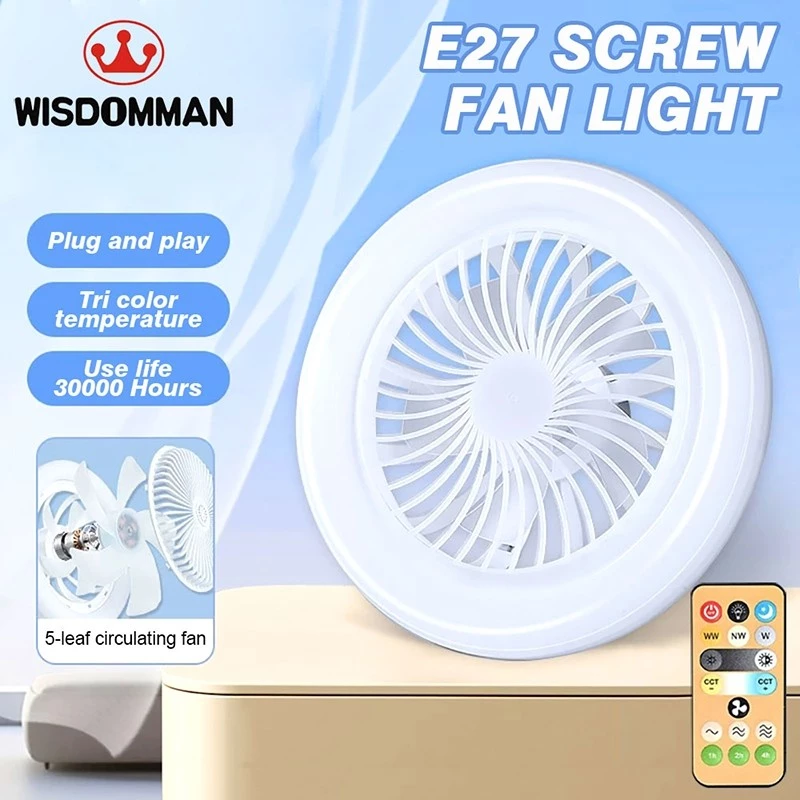 WISDOMMAN
E27 SCREW
FAN LIGHT
Plug and play
Tri color
temperature
Use life
30000 Hours
5-leaf circulating fan
WW NW W
CCT CCT
1h 2h 4h